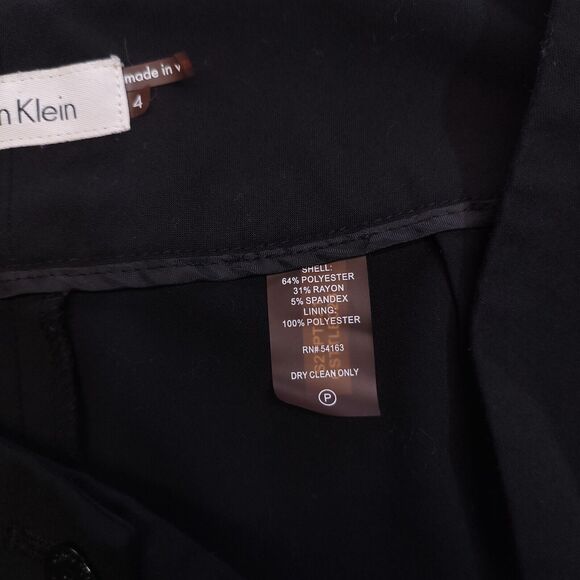 n Klein
made in v
4
SHELL:
64% POLYESTER
31% RAYON
5% SPANDEX
LINING:
100% POLYESTER
RN# 54163
DRY CLEAN ONLY
P